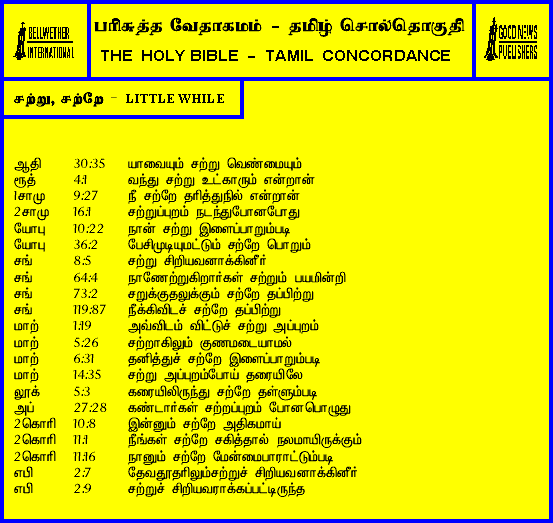 BELLWETHER INTERNATIONAL
பரிசுத்த வேதாகமம் - தமிழ் சொல்தொகுதி
THE HOLY BIBLE - TAMIL CONCORDANCE
GOOD NEWS PUBLISHERS
சற்று, சற்றே - LITTLE WHILE
ஆதி 30:35 யாவையும் சற்று வெண்மையும்
ரூத் 4:1 வந்து சற்று உட்காரும் என்றான்
1சாமு 9:27 நீ சற்றே தரித்துநில் என்றான்
2சாமு 16:1 சற்றுப்புறம் நடந்துபோனபோது
யோபு 10:22 நான் சற்று இளைப்பாறும்படி
யோபு 36:2 பேசிமுடியுமட்டும் சற்றே பொறும்
சங் 8:5 சற்று சிறியவனாக்கினீர்
சங் 64:4 நாணேற்றுகிறார்கள் சற்றும் பயமின்றி
சங் 73:2 சறுக்குதலுக்கும் சற்றே தப்பிற்று
சங் 119:87 நீக்கிவிடச் சற்றே தப்பிற்று
மாற் 1:19 அவ்விடம் விட்டுச் சற்று அப்புறம்
மாற் 5:26 சற்றாகிலும் குணமடையாமல்
மாற் 6:31 தனித்துச் சற்றே இளைப்பாறும்படி
மாற் 14:35 சற்று அப்புறம்போய் தரையிலே
லூக் 5:3 கரையிலிருந்து சற்றே தள்ளும்படி
அப் 27:28 கண்டார்கள் சற்றப்புறம் போனபொழுது
2கொரி 10:8 இன்னும் சற்றே அதிகமாய்
2கொரி 11:1 நீங்கள் சற்றே சகித்தால் நலமாயிருக்கும்
2கொரி 11:16 நானும் சற்றே மேன்மைபாராட்டும்படி
எபி 2:7 தேவதூதரிலும்சற்றுச் சிறியவனாக்கினீர்
எபி 2:9 சற்றுச் சிறியவராக்கப்பட்டிருந்த